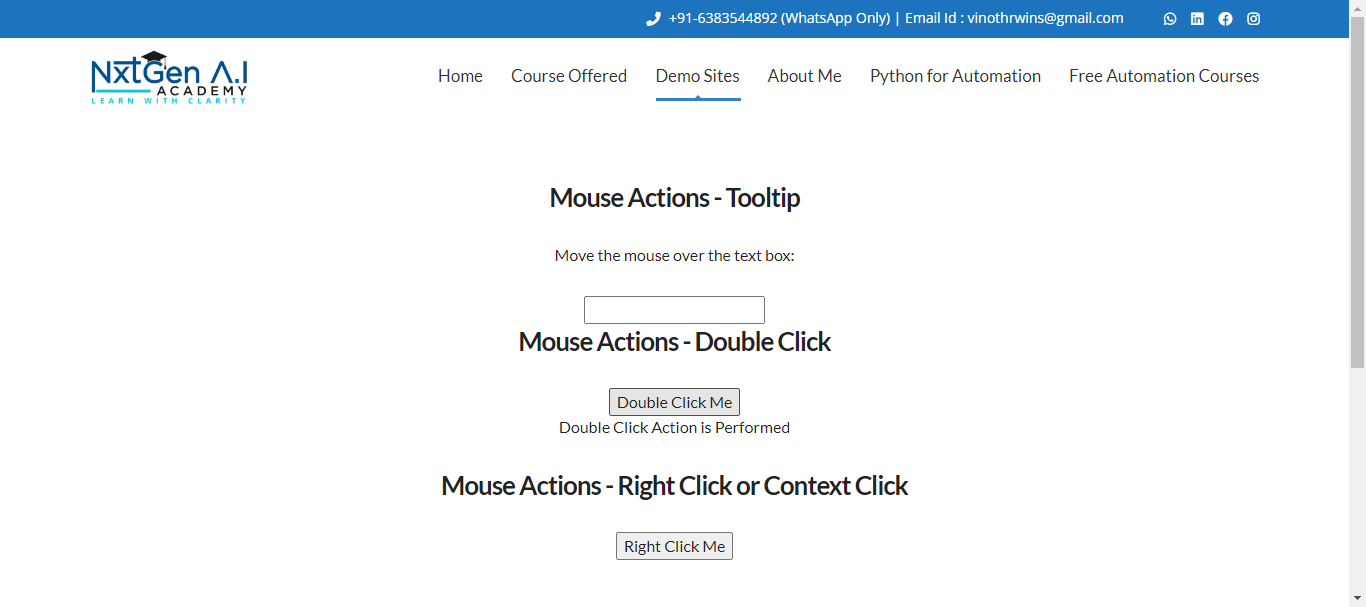 +91-6383544892 (WhatsApp Only) | Email Id : vinothrwins@gmail.com
NxtGen A.I
ACADEMY
LEARN WITH CLARITY
Home Course Offered Demo Sites About Me Python for Automation Free Automation Courses
Mouse Actions - Tooltip
Move the mouse over the text box:
Mouse Actions - Double Click
Double Click Me
Double Click Action is Performed
Mouse Actions - Right Click or Context Click
Right Click Me